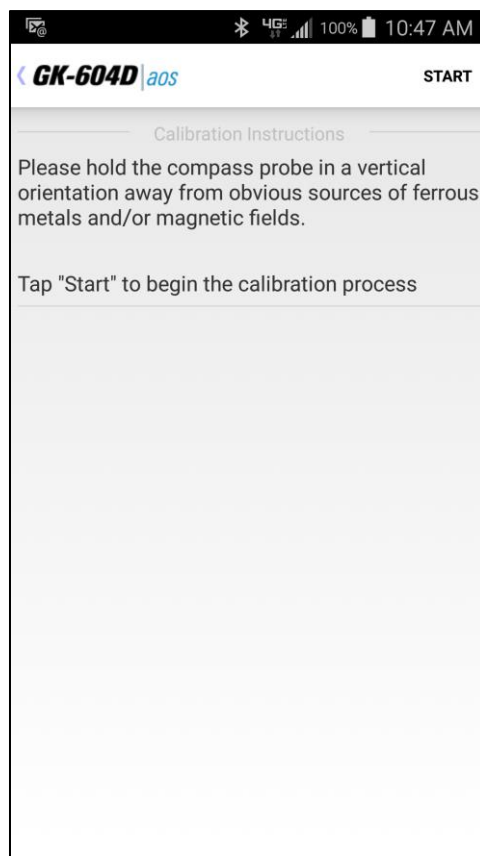 4G 100% 10:47 AM
GK-604D aos START
Calibration Instructions
Please hold the compass probe in a vertical
orientation away from obvious sources of ferrous
metals and/or magnetic fields.
Tap "Start" to begin the calibration process